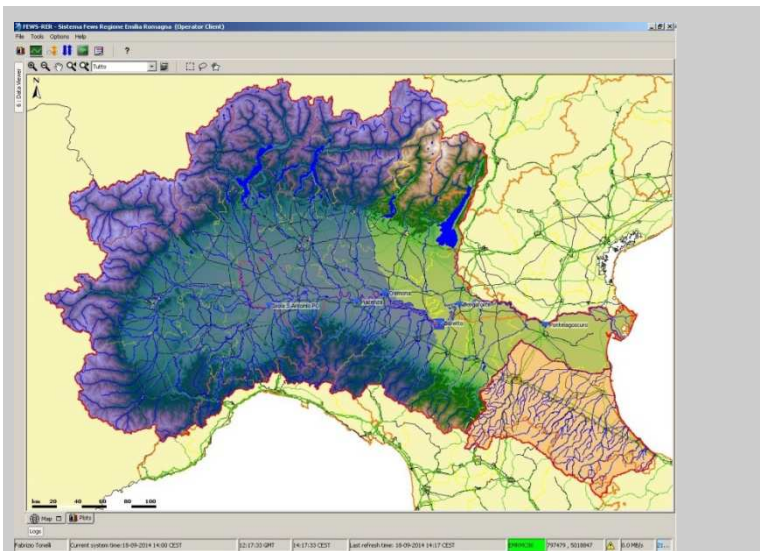 FEWS-RER - Sistema Fews Regione Emilia Romagna (Operator Client)
File Tools Options Help
?
Tutto
6 : Data Viewer
N
Cremona
Piacenza
Boretto
Pontelagoscuro
km 20 40 60 80 100
Map Plots
Logs
Fabrizio Tonelli Current system time:18-09-2014 14:00 CEST 12:17:33 GMT 14:17:33 CEST Last refresh time: 18-09-2014 14:17 CEST 797479 , 5018847 0.0 MB/s